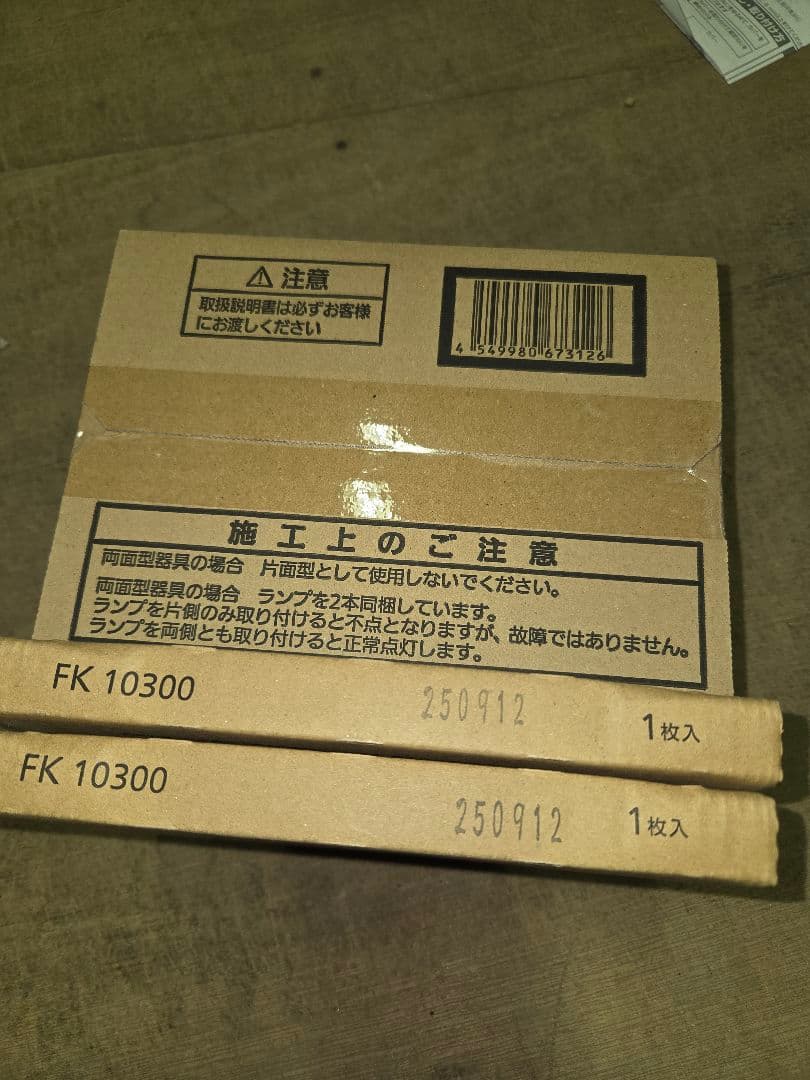 ⚠ 注意
取扱説明書は必ずお客様
にお渡しください
4 549980 673126
施工上のご注意
両面型器具の場合 片面型として使用しないでください。
両面型器具の場合 ランプを2本同梱しています。
ランプを片側のみ取り付けると不点となりますが、故障ではありません。
ランプを両側とも取り付けると正常点灯します。
FK 10300 250912 1枚入
FK 10300 250912 1枚入